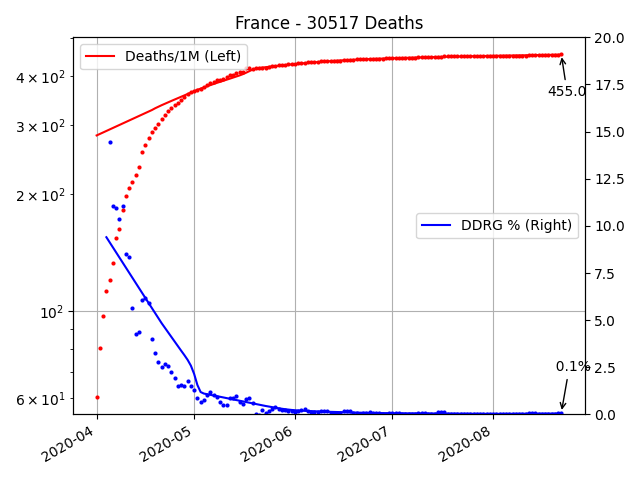 France - 30517 Deaths
Deaths/1M (Left)
DDRG % (Right)
455.0
0.1%
4 × 10²
3 × 10²
2 × 10²
10²
6 × 10¹
20.0
17.5
15.0
12.5
10.0
7.5
5.0
2.5
0.0
2020-04
2020-05
2020-06
2020-07
2020-08